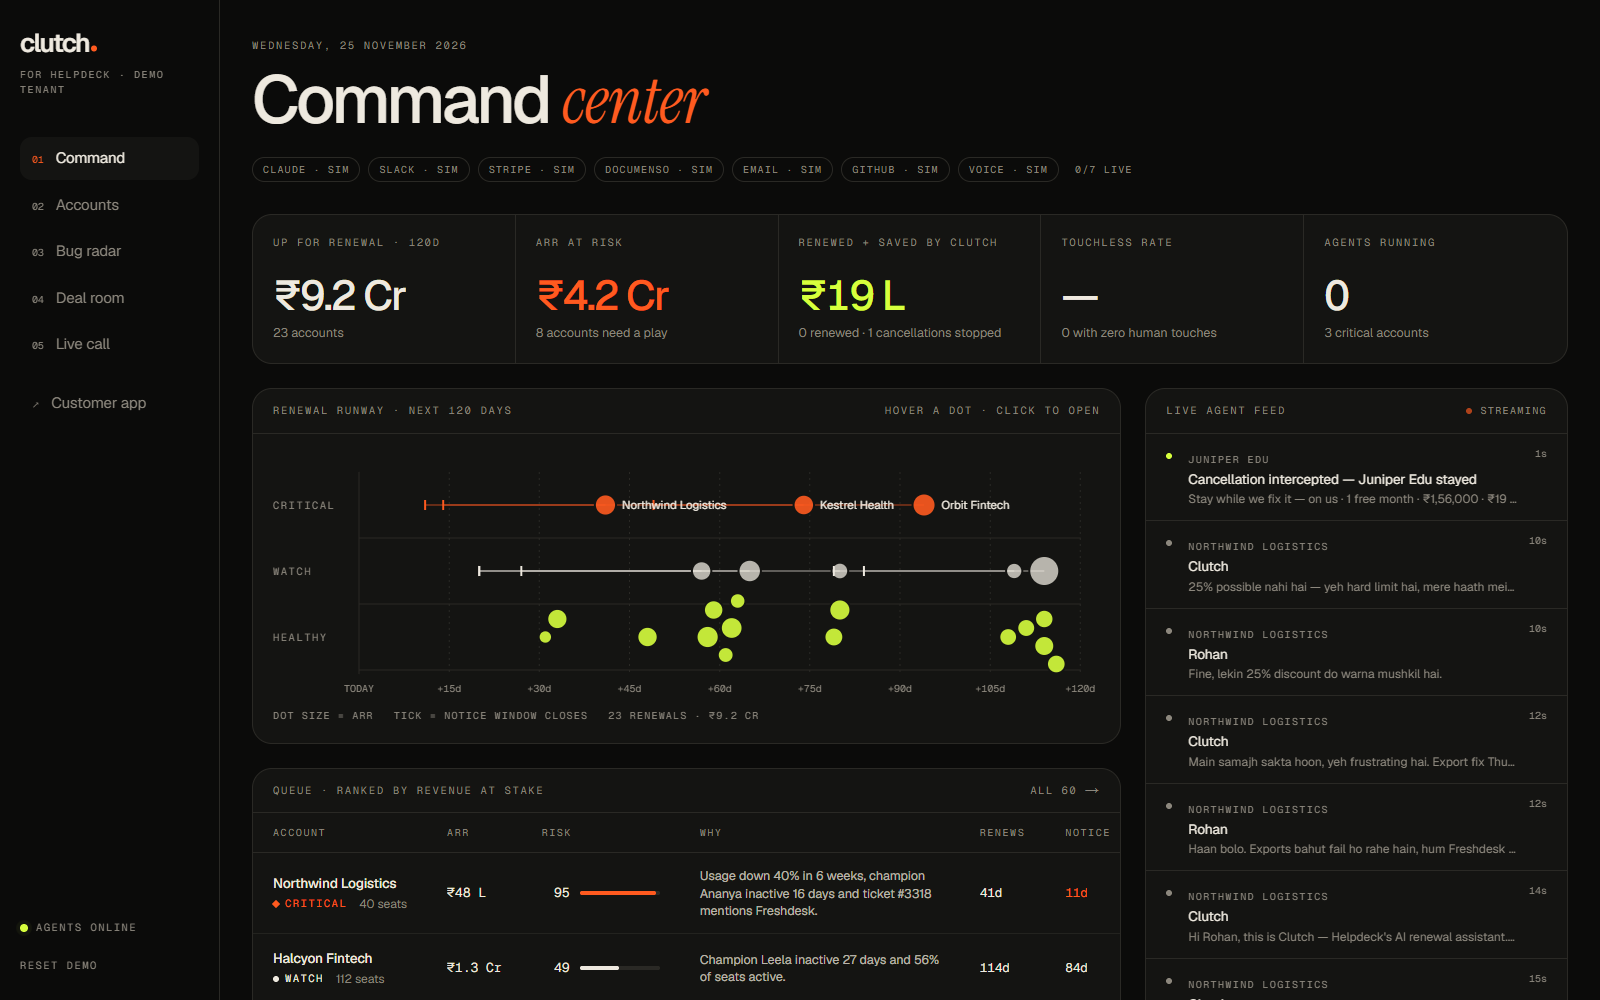 clutch.
FOR HELPDECK · DEMO
TENANT
01 Command
02 Accounts
03 Bug radar
04 Deal room
05 Live call
↗ Customer app
AGENTS ONLINE
RESET DEMO
WEDNESDAY, 25 NOVEMBER 2026
Command center
CLAUDE · SIM
SLACK · SIM
STRIPE · SIM
DOCUMENSO · SIM
EMAIL · SIM
GITHUB · SIM
VOICE · SIM
0/7 LIVE
UP FOR RENEWAL · 120D
₹9.2 Cr
23 accounts
ARR AT RISK
₹4.2 Cr
8 accounts need a play
RENEWED + SAVED BY CLUTCH
₹19 L
0 renewed · 1 cancellations stopped
TOUCHLESS RATE
—
0 with zero human touches
AGENTS RUNNING
0
3 critical accounts
RENEWAL RUNWAY · NEXT 120 DAYS
HOVER A DOT · CLICK TO OPEN
CRITICAL
Northwind Logistics
Kestrel Health
Orbit Fintech
WATCH
HEALTHY
TODAY +15d +30d +45d +60d +75d +90d +105d +120d
DOT SIZE = ARR TICK = NOTICE WINDOW CLOSES 23 RENEWALS · ₹9.2 CR
QUEUE · RANKED BY REVENUE AT STAKE
ALL 60 →
ACCOUNT ARR RISK WHY RENEWS NOTICE
Northwind Logistics
CRITICAL 40 seats
₹48 L
95
Usage down 40% in 6 weeks, champion
Ananya inactive 16 days and ticket #3318
mentions Freshdesk.
41d
11d
Halcyon Fintech
WATCH 112 seats
₹1.3 Cr
49
Champion Leela inactive 27 days and 56%
of seats active.
114d
84d
LIVE AGENT FEED
STREAMING
JUNIPER EDU
1s
Cancellation intercepted — Juniper Edu stayed
Stay while we fix it — on us · 1 free month · ₹1,56,000 · ₹19 …
NORTHWIND LOGISTICS
10s
Clutch
25% possible nahi hai — yeh hard limit hai, mere haath mei…
NORTHWIND LOGISTICS
10s
Rohan
Fine, lekin 25% discount do warna mushkil hai.
NORTHWIND LOGISTICS
12s
Clutch
Main samajh sakta hoon, yeh frustrating hai. Export fix Thu…
NORTHWIND LOGISTICS
12s
Rohan
Haan bolo. Exports bahut fail ho rahe hain, hum Freshdesk …
NORTHWIND LOGISTICS
14s
Clutch
Hi Rohan, this is Clutch — Helpdeck's AI renewal assistant.…
NORTHWIND LOGISTICS
15s